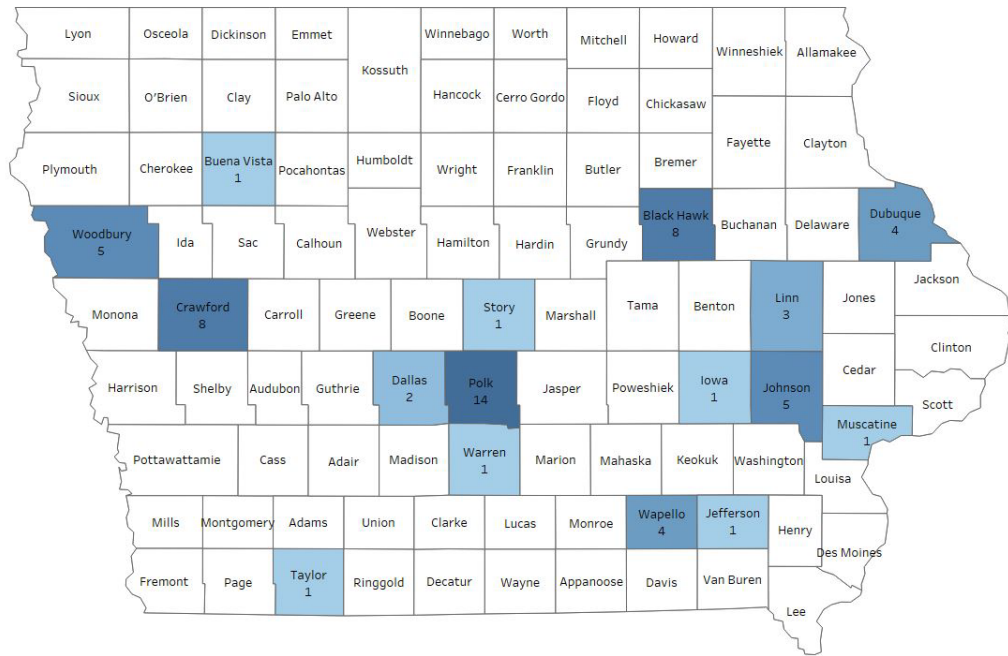 Lyon
Osceola
Dickinson
Emmet
Winnebago
Worth
Mitchell
Howard
Winneshiek
Allamakee
Kossuth
Sioux
O'Brien
Clay
Palo Alto
Hancock
Cerro Gordo
Floyd
Chickasaw
Plymouth
Cherokee
Buena Vista
1
Pocahontas
Humboldt
Wright
Franklin
Butler
Bremer
Fayette
Clayton
Woodbury
5
Ida
Sac
Calhoun
Webster
Hamilton
Hardin
Grundy
Black Hawk
8
Buchanan
Delaware
Dubuque
4
Monona
Crawford
8
Carroll
Greene
Boone
Story
1
Marshall
Tama
Benton
Linn
3
Jones
Jackson
Clinton
Harrison
Shelby
Audubon
Guthrie
Dallas
2
Polk
14
Jasper
Poweshiek
Iowa
1
Johnson
5
Cedar
Scott
Muscatine
1
Pottawattamie
Cass
Adair
Madison
Warren
1
Marion
Mahaska
Keokuk
Washington
Louisa
Mills
Montgomery
Adams
Union
Clarke
Lucas
Monroe
Wapello
4
Jefferson
1
Henry
Des Moines
Fremont
Page
Taylor
1
Ringgold
Decatur
Wayne
Appanoose
Davis
Van Buren
Lee